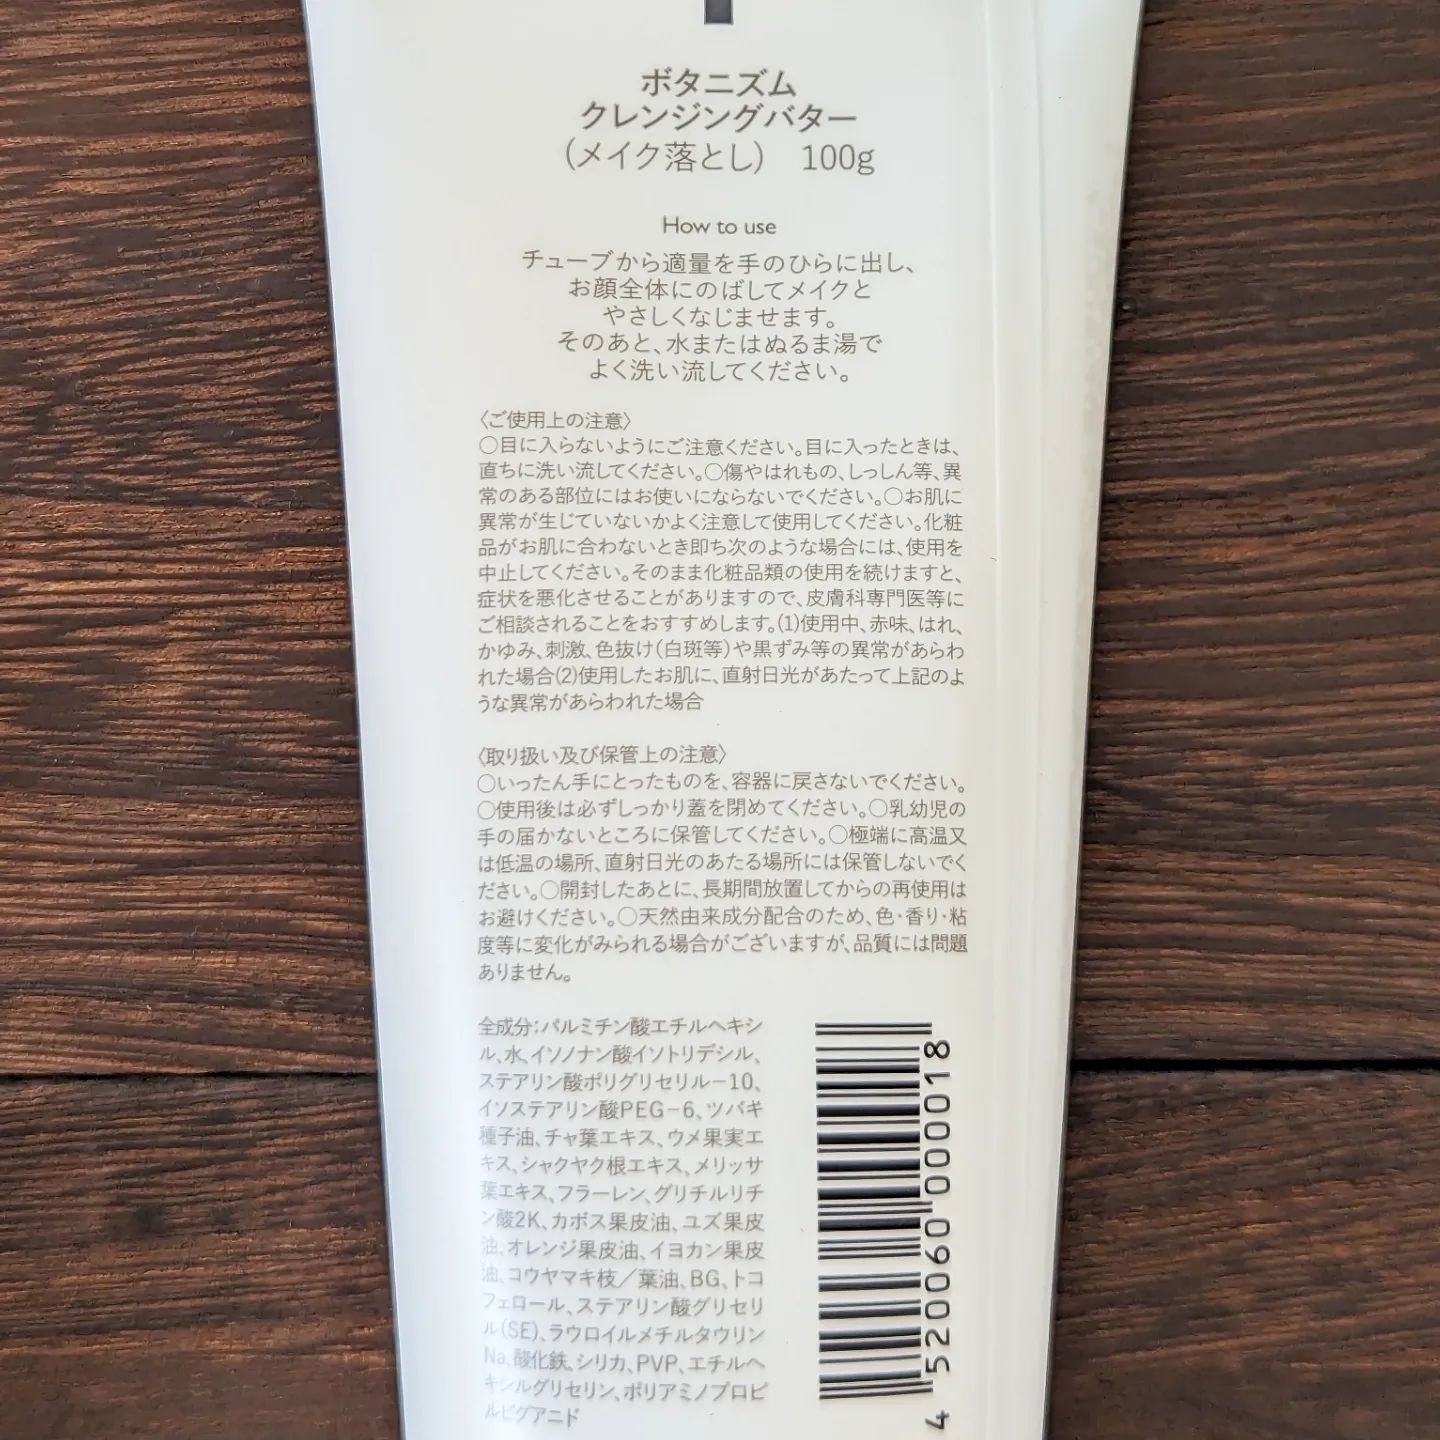 ボタニズム
クレンジングバター
(メイク落とし) 100g
How to use
チューブから適量を手のひらに出し、
お顔全体にのばしてメイクと
やさしくなじませます。
そのあと、水またはぬるま湯で
よく洗い流してください。
〈ご使用上の注意〉
○目に入らないようにご注意ください。目に入ったときは、
直ちに洗い流してください。○傷やはれもの、しっしん等、異
常のある部位にはお使いにならないでください。○お肌に
異常が生じていないかよく注意して使用してください。化粧
品がお肌に合わないとき即ち次のような場合には、使用を
中止してください。そのまま化粧品類の使用を続けますと、
症状を悪化させることがありますので、皮膚科専門医等に
ご相談されることをおすすめします。(1)使用中、赤味、はれ、
かゆみ、刺激、色抜け(白斑等)や黒ずみ等の異常があらわ
れた場合(2)使用したお肌に、直射日光があたって上記のよ
うな異常があらわれた場合
〈取り扱い及び保管上の注意〉
○いったん手にとったものを、容器に戻さないでください。
○使用後は必ずしっかり蓋を閉めてください。○乳幼児の
手の届かないところに保管してください。○極端に高温又
は低温の場所、直射日光のあたる場所には保管しないでく
ださい。○開封したあとに、長期間放置してからの再使用は
お避けください。○天然由来成分配合のため、色・香り・粘
度等に変化がみられる場合がございますが、品質には問題
ありません。
全成分:パルミチン酸エチルヘキシ
ル、水、イソノナン酸イソトリデシル、
ステアリン酸ポリグリセリル－10、
イソステアリン酸PEG－6、ツバキ
種子油、チャ葉エキス、ウメ果実エ
キス、シャクヤク根エキス、メリッサ
葉エキス、フラーレン、グリチルリチ
ン酸2K、カボス果皮油、ユズ果皮
油、オレンジ果皮油、イヨカン果皮
油、コウヤマキ枝／葉油、BG、トコ
フェロール、ステアリン酸グリセリ
ル(SE)、ラウロイルメチルタウリン
Na、酸化鉄、シリカ、PVP、エチルヘ
キシルグリセリン、ポリアミノプロピ
ルビグアニド
4 520060 000018